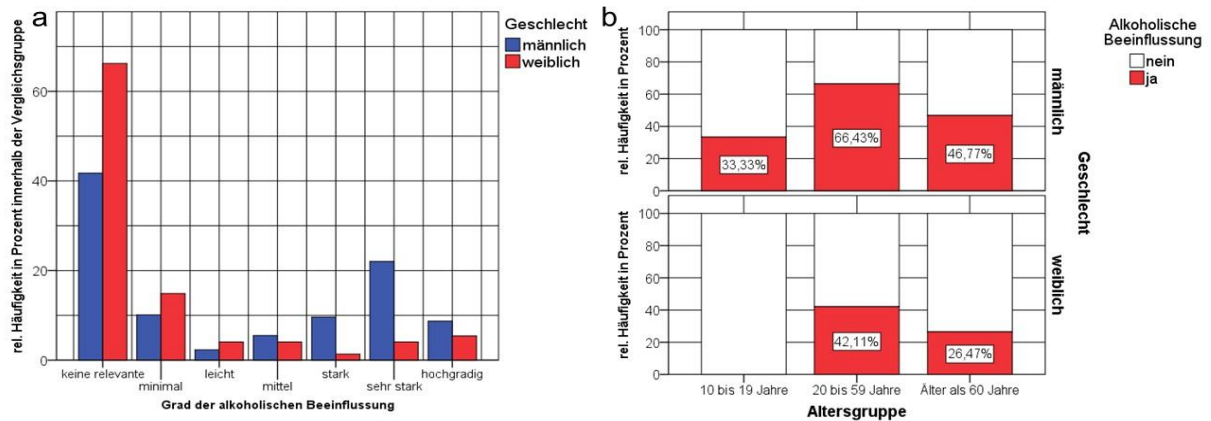 a
rel. Häufigkeit in Prozent innerhalb der Vergleichsgruppe
60
40
20
0
keine relevante
minimal
leicht
mittel
stark
sehr stark
hochgradig
Grad der alkoholischen Beeinflussung
Geschlecht
männlich
weiblich
b
rel. Häufigkeit in Prozent
100
80
60
40
20
0
33,33%
66,43%
46,77%
männlich
rel. Häufigkeit in Prozent
100
80
60
40
20
0
42,11%
26,47%
weiblich
Geschlecht
10 bis 19 Jahre
20 bis 59 Jahre
Älter als 60 Jahre
Altersgruppe
Alkoholische
Beeinflussung
nein
ja